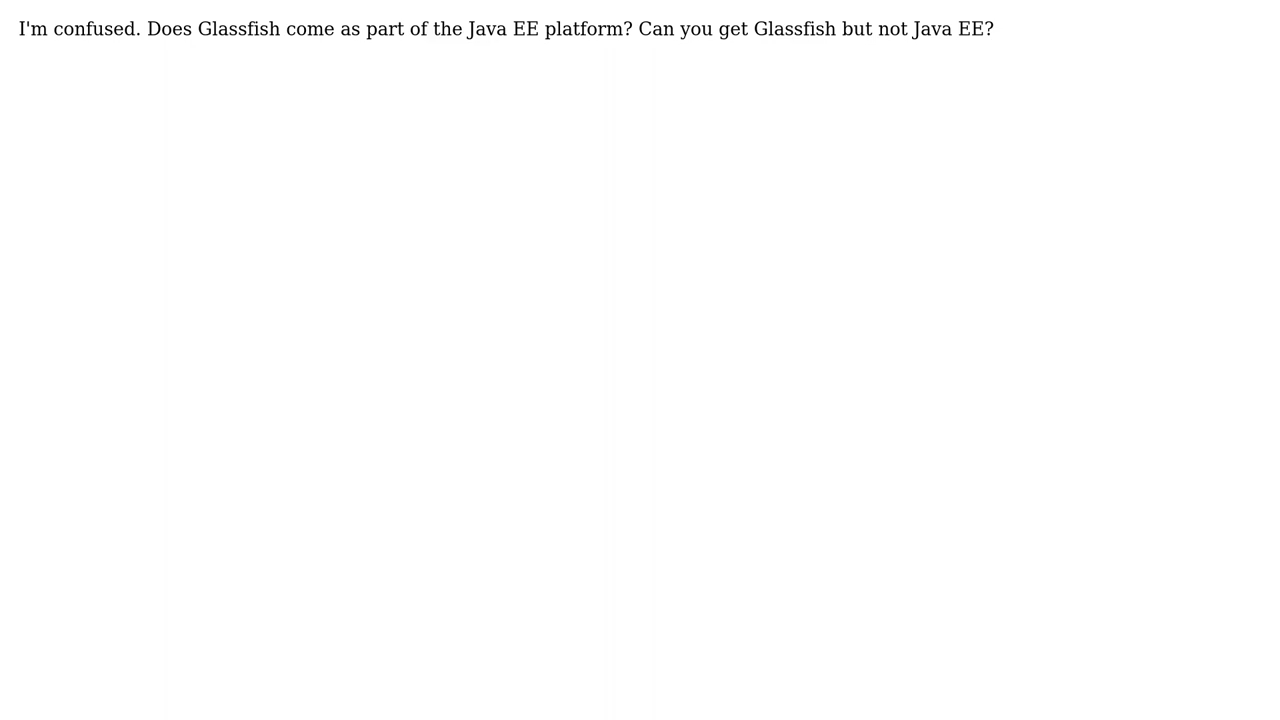 I'm confused. Does Glassfish come as part of the Java EE platform? Can you get Glassfish but not Java EE?